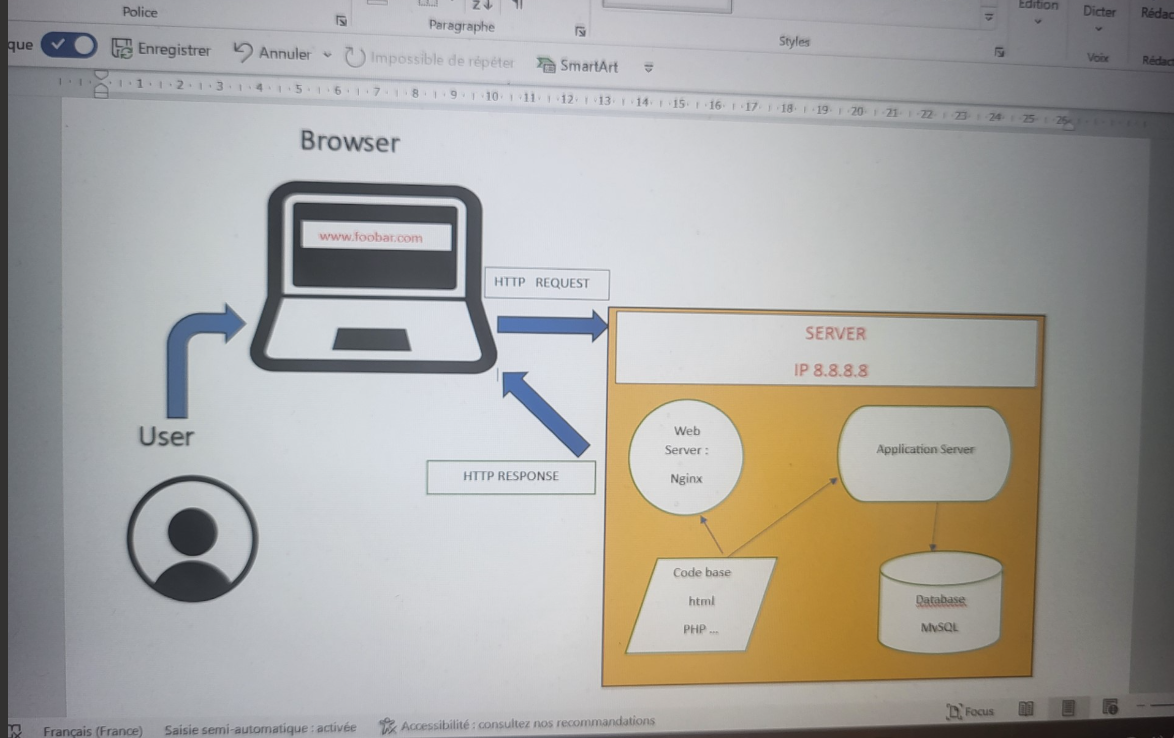 Police
Paragraphe
Styles
Édition
Dicter
Voix
que
Enregistrer
Annuler
Impossible de répéter
SmartArt
1 2 3 4 5 6 7 8 9 10 11 12 13 14 15 16 17 18 19 20 21 22 23 24 25 26
Browser
www.foobar.com
HTTP REQUEST
SERVER
IP 8.8.8.8
User
HTTP RESPONSE
Web
Server :
Nginx
Application Server
Code base
html
PHP ...
Database
MySQL
Focus
Français (France)
Saisie semi-automatique : activée
Accessibilité : consultez nos recommandations